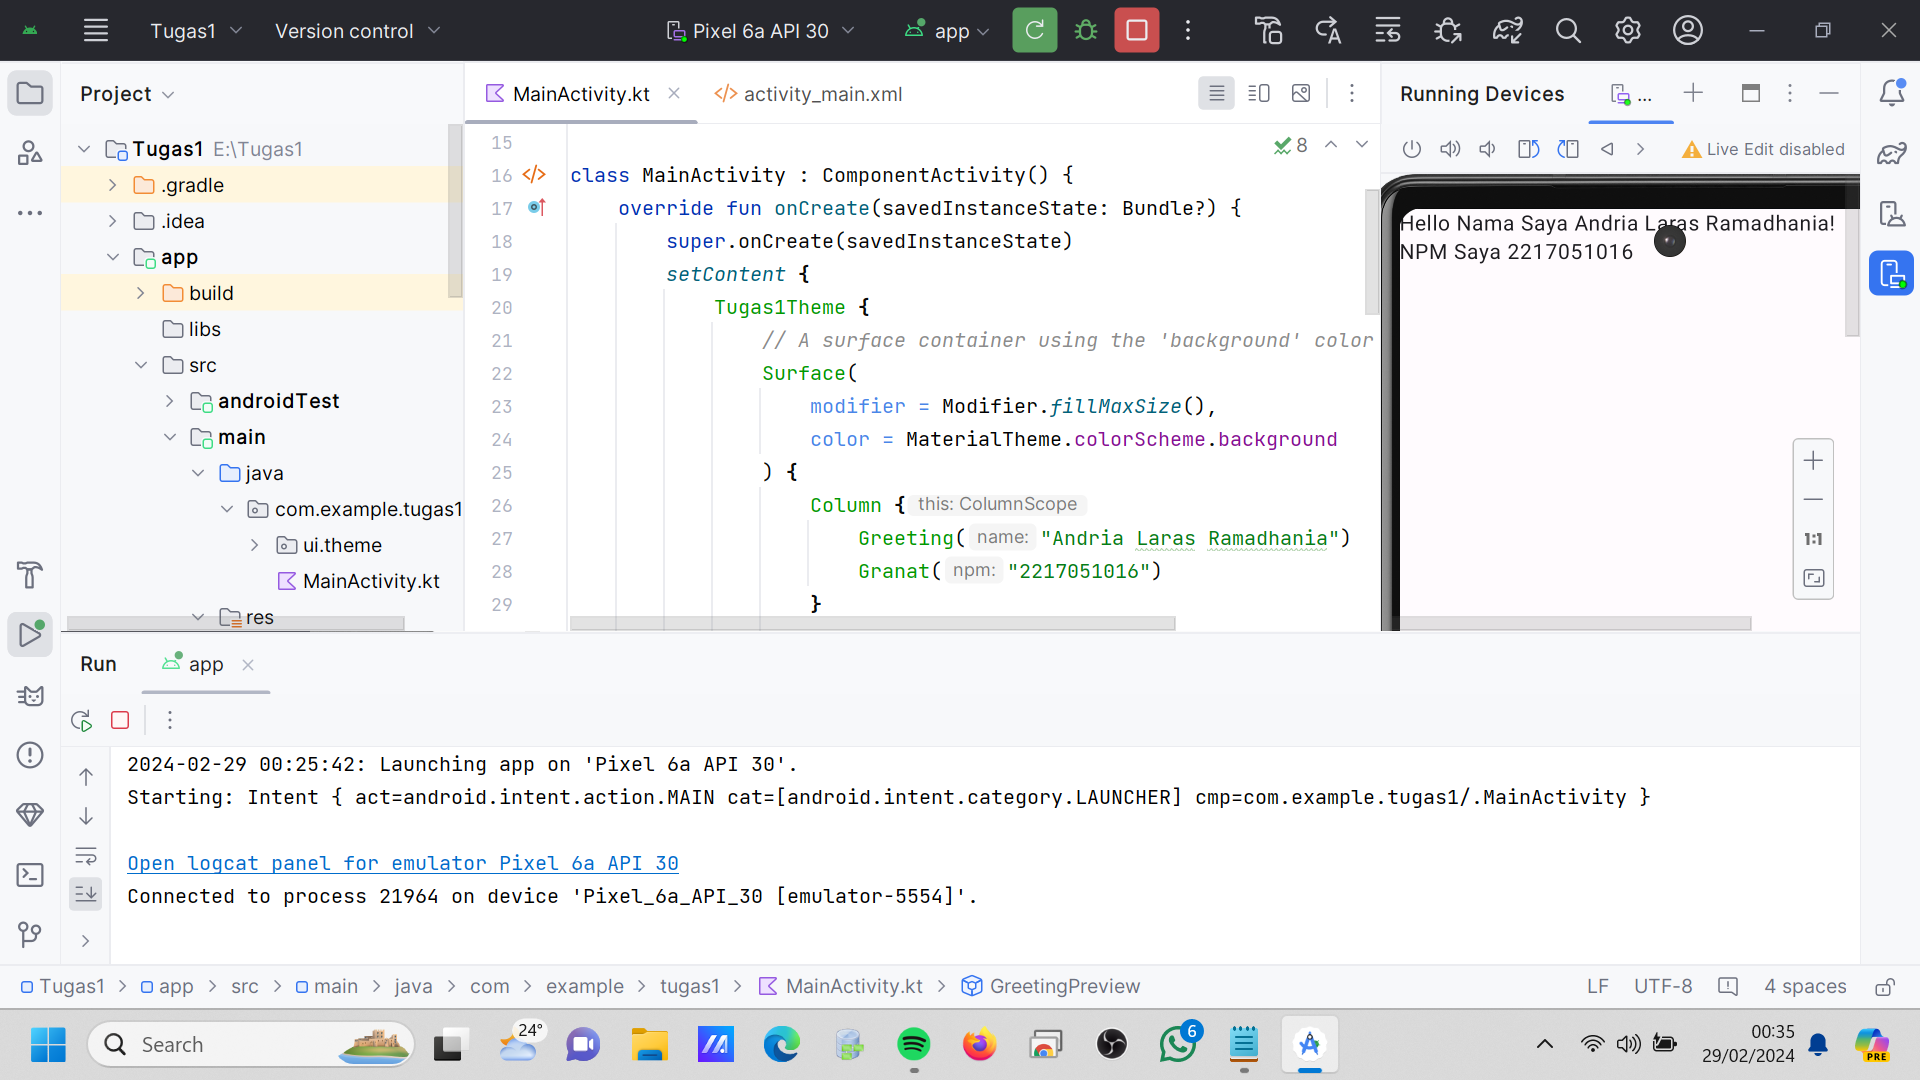 Tugas1
Version control
Pixel 6a API 30
app
Project
Tugas1 E:\Tugas1
.gradle
.idea
app
build
libs
src
androidTest
main
java
com.example.tugas1
ui.theme
MainActivity.kt
res
MainActivity.kt
activity_main.xml
8
15
16 class MainActivity : ComponentActivity() {
17 override fun onCreate(savedInstanceState: Bundle?) {
18 super.onCreate(savedInstanceState)
19 setContent {
20 Tugas1Theme {
21 // A surface container using the 'background' color
22 Surface(
23 modifier = Modifier.fillMaxSize(),
24 color = MaterialTheme.colorScheme.background
25 ) {
26 Column { this: ColumnScope
27 Greeting( name: "Andria Laras Ramadhania")
28 Granat( npm: "2217051016")
29 }
Running Devices
...
Live Edit disabled
Hello Nama Saya Andria Laras Ramadhania!
NPM Saya 2217051016
1:1
Run
app
2024-02-29 00:25:42: Launching app on 'Pixel 6a API 30'.
Starting: Intent { act=android.intent.action.MAIN cat=[android.intent.category.LAUNCHER] cmp=com.example.tugas1/.MainActivity }
Open logcat panel for emulator Pixel 6a API 30
Connected to process 21964 on device 'Pixel_6a_API_30 [emulator-5554]'.
Tugas1 > app > src > main > java > com > example > tugas1 > MainActivity.kt > GreetingPreview
LF UTF-8 4 spaces
Search
24°
6
00:35
29/02/2024
PRE